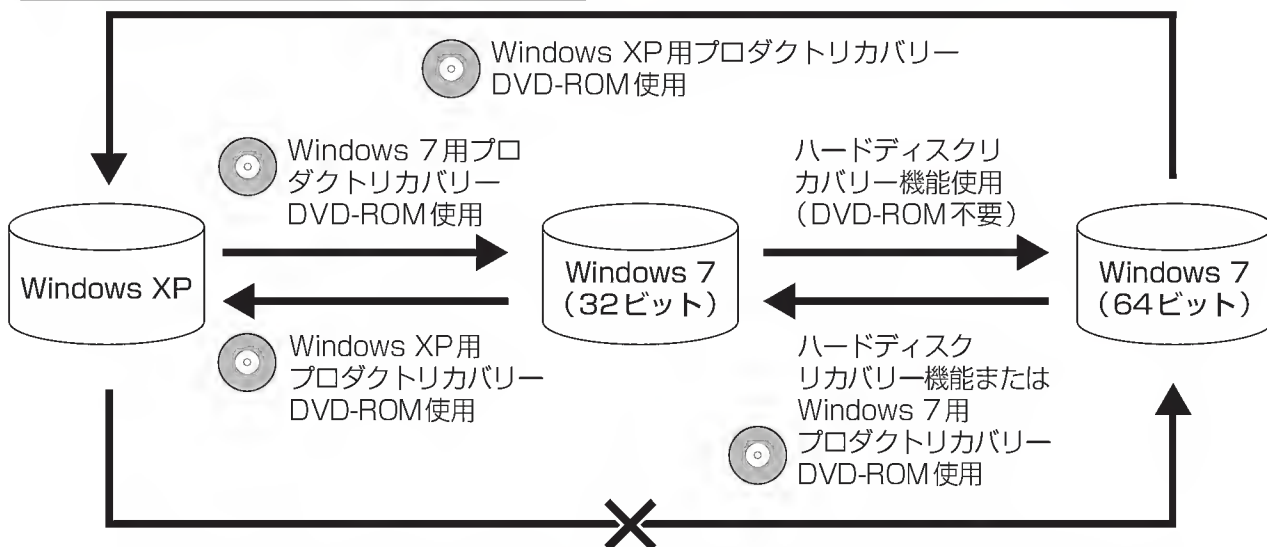 Windows XP用プロダクトリカバリー
DVD-ROM使用
Windows 7用プロ
ダクトリカバリー
DVD-ROM使用
ハードディスクリ
カバリー機能使用
（DVD-ROM不要）
Windows XP
Windows 7
（32ビット）
Windows 7
（64ビット）
Windows XP用
プロダクトリカバリー
DVD-ROM使用
ハードディスク
リカバリー機能または
Windows 7用
プロダクトリカバリー
DVD-ROM使用